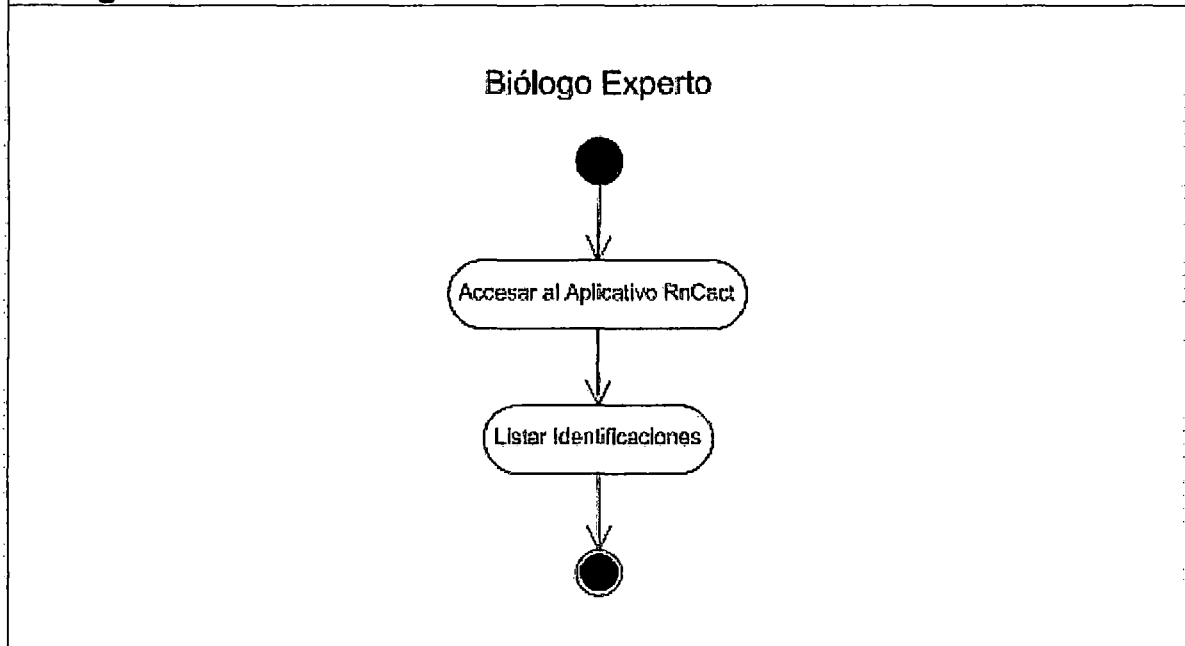 Biólogo Experto
Accesar al Aplicativo RnCact
Listar Identificaciones